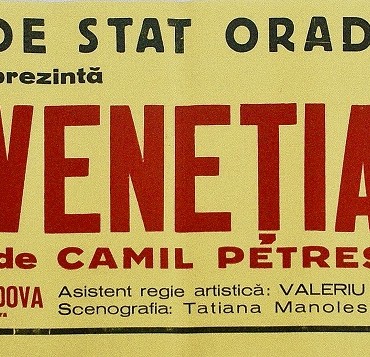 DE STAT ORAD
prezintă
VENEȚIA
de CAMIL PETRES
DOVA
Asistent regie artistică: VALERIU
Scenografia: Tatiana Manoles